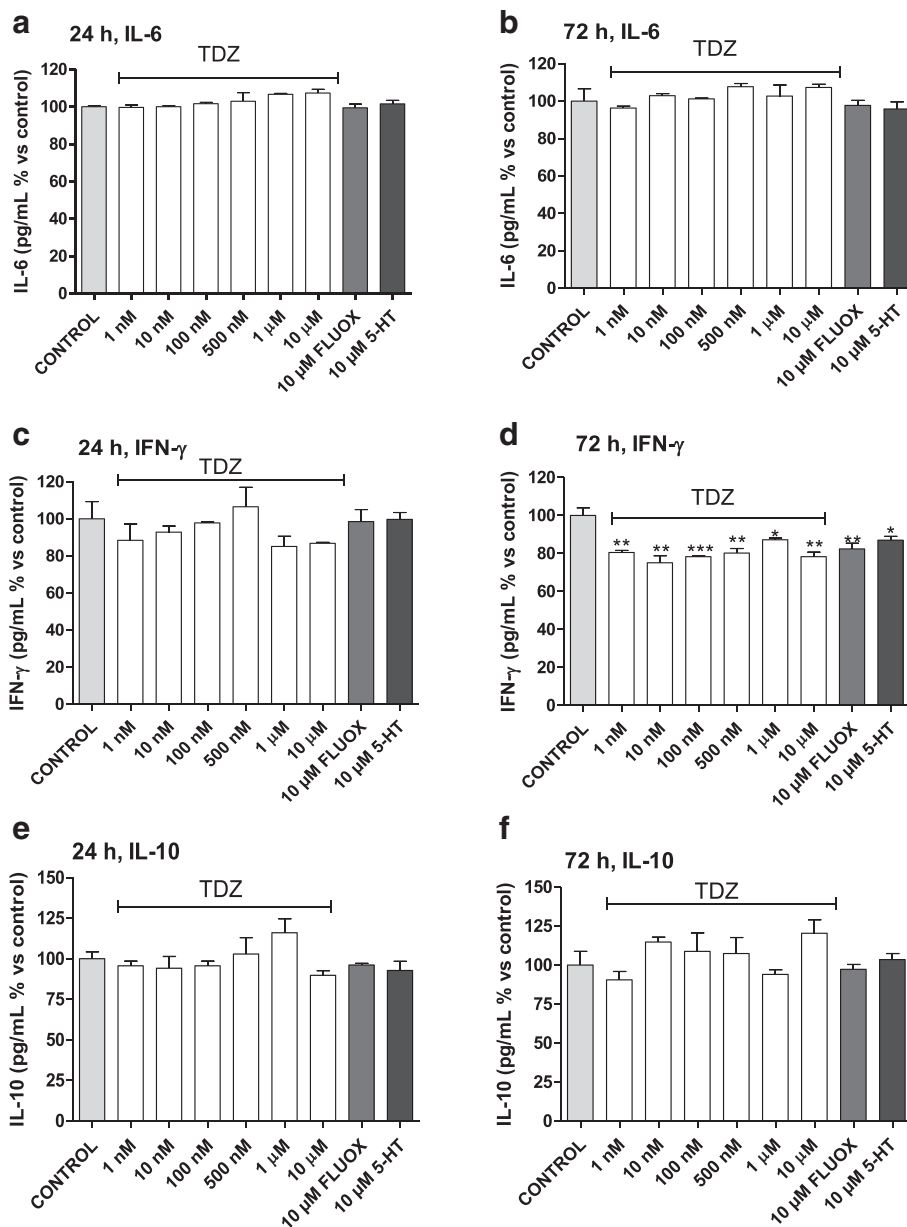 a
24 h, IL-6
TDZ
IL-6 (pg/mL % vs control)
120
100
80
60
40
20
0
CONTROL
1 nM
10 nM
100 nM
500 nM
1 μM
10 μM
10 μM FLUOX
10 μM 5-HT
b
72 h, IL-6
TDZ
IL-6 (pg/mL % vs control)
120
100
80
60
40
20
0
CONTROL
1 nM
10 nM
100 nM
500 nM
1 μM
10 μM
10 μM FLUOX
10 μM 5-HT
c
24 h, IFN-γ
TDZ
IFN-γ (pg/mL % vs control)
120
100
80
60
40
20
0
CONTROL
1 nM
10 nM
100 nM
500 nM
1 μM
10 μM
10 μM FLUOX
10 μM 5-HT
d
72 h, IFN-γ
TDZ
IFN-γ (pg/mL % vs control)
120
100
80
60
40
20
0
** ** *** ** * ** ** *
CONTROL
1 nM
10 nM
100 nM
500 nM
1 μM
10 μM
10 μM FLUOX
10 μM 5-HT
e
24 h, IL-10
TDZ
IL-10 (pg/mL % vs control)
150
125
100
75
50
25
0
CONTROL
1 nM
10 nM
100 nM
500 nM
1 μM
10 μM
10 μM FLUOX
10 μM 5-HT
f
72 h, IL-10
TDZ
IL-10 (pg/mL % vs control)
150
125
100
75
50
25
0
CONTROL
1 nM
10 nM
100 nM
500 nM
1 μM
10 μM
10 μM FLUOX
10 μM 5-HT